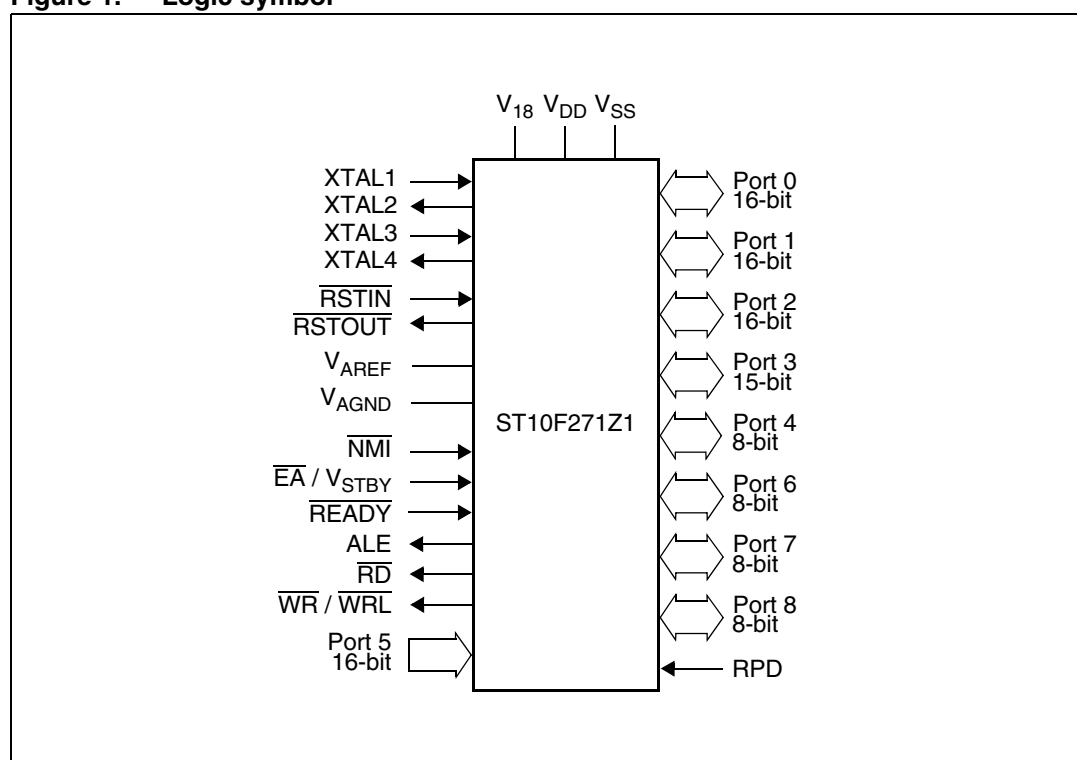 Figure 1. Logic symbol
V18 VDD VSS
XTAL1
XTAL2
XTAL3
XTAL4
RSTIN
RSTOUT
VAREF
VAGND
NMI
EA / VSTBY
READY
ALE
RD
WR / WRL
Port 5
16-bit
ST10F271Z1
Port 0
16-bit
Port 1
16-bit
Port 2
16-bit
Port 3
15-bit
Port 4
8-bit
Port 6
8-bit
Port 7
8-bit
Port 8
8-bit
RPD